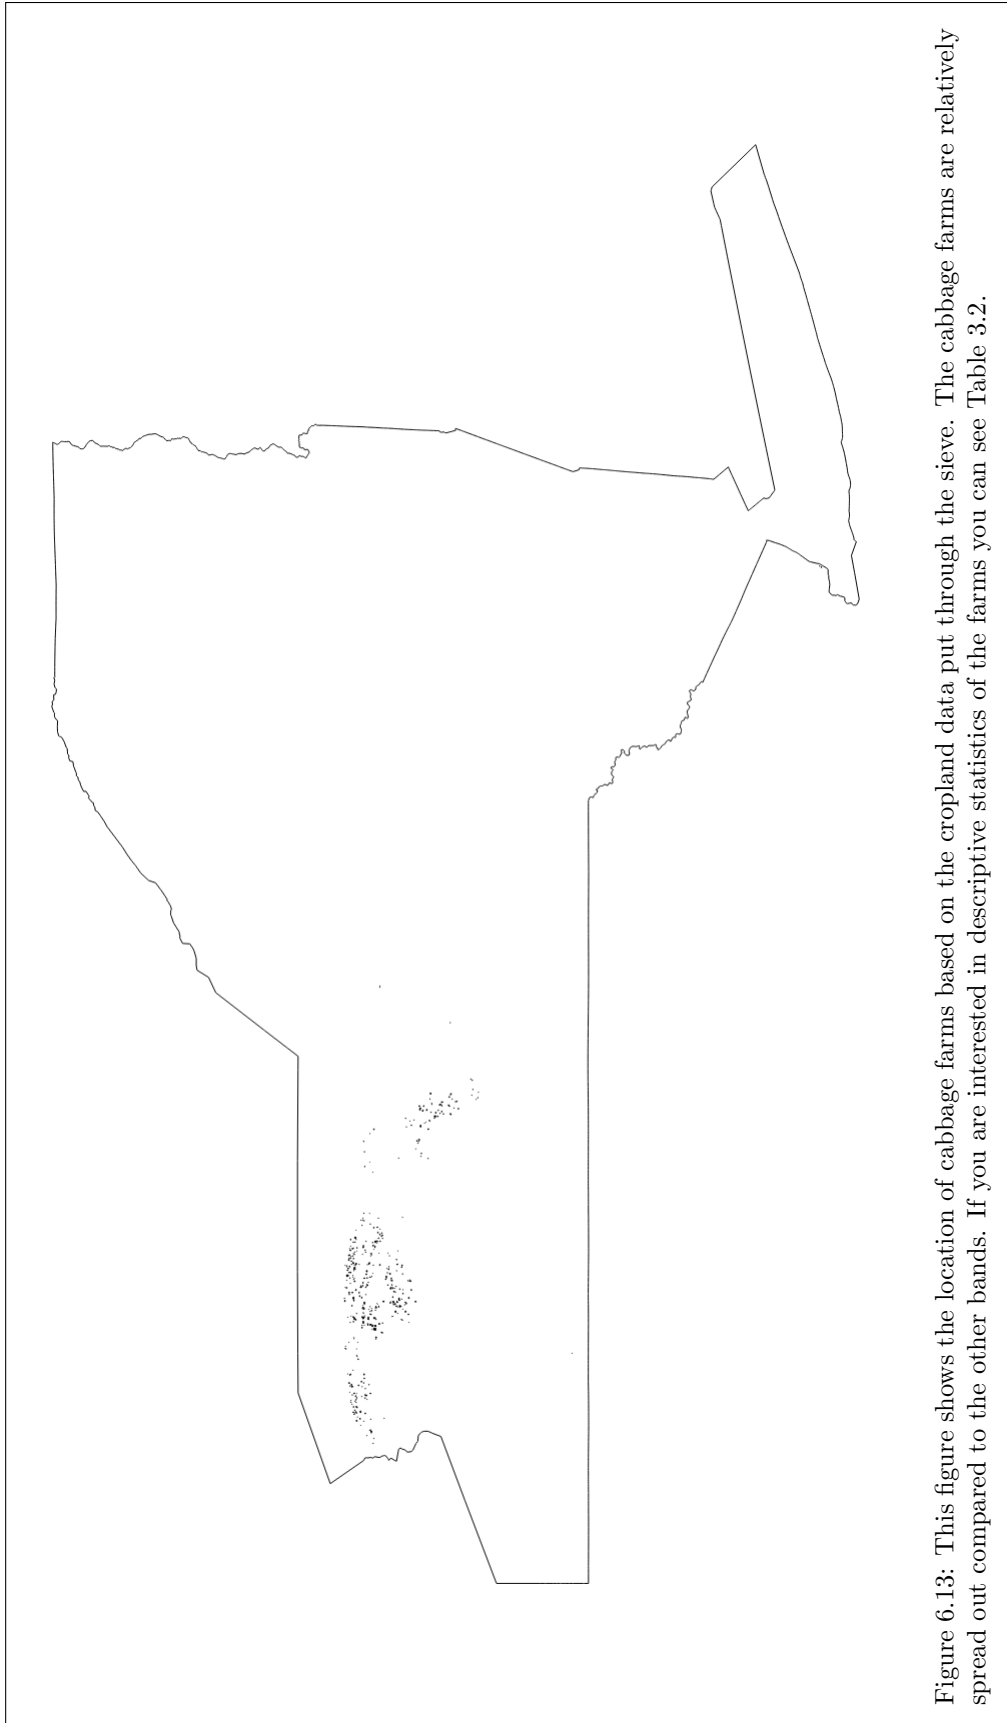 Figure 6.13: This figure shows the location of cabbage farms based on the cropland data put through the sieve. The cabbage farms are relatively
spread out compared to the other bands. If you are interested in descriptive statistics of the farms you can see Table 3.2.